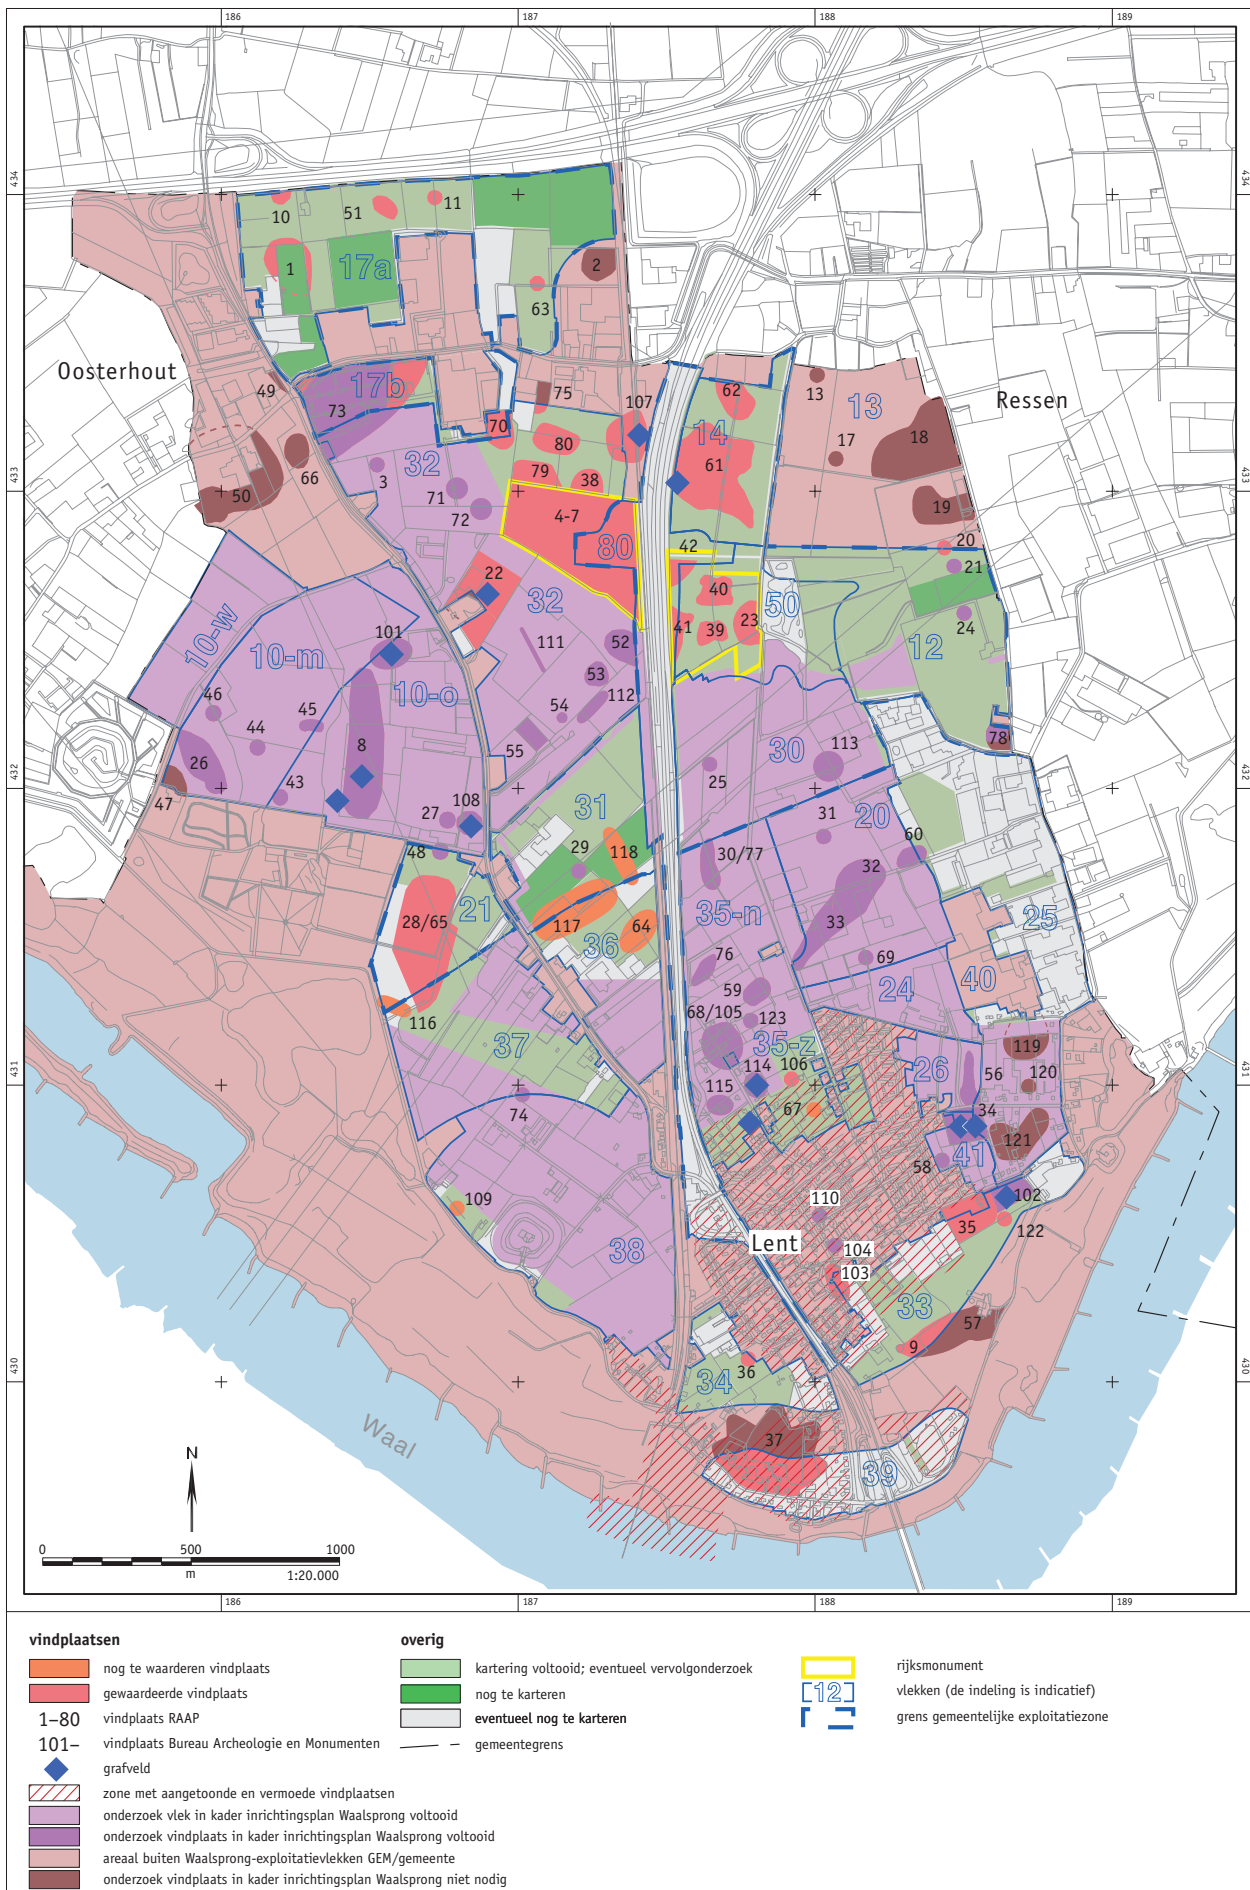 186 187 188 189
434 434
10 51 11
1 17a 2
63
Oosterhout
49 17b 75 107 62 13 13
Ressen
73 70 80 14 17 18
32 79 38 61
433 50 66 3 71 72 433
4-7 80 42 19
20
22 32 40 50 21
10-w 101 111 52 41 39 23 24
10-m 12
46 10-o 53
45 54 112
44 8 55 30 113 78
26
432 43 25 432
47 27 108 31 31 20
29 118 30/77 60
48 32
28/65 21 35-n
117 64 33 25
36 76 69
59 24 40
116 68/105 123
37 35-z 119
431 114 106 26 56 120 431
74 115 67 34
121
58 41
109 110 102
35 122
38 Lent 104
103
33
57
9
430 36 430
34
Waal
37
39
N
0 500 1000
m 1:20.000
186 187 188 189
vindplaatsen
nog te waarderen vindplaats
gewaardeerde vindplaats
1–80 vindplaats RAAP
101– vindplaats Bureau Archeologie en Monumenten
grafveld
zone met aangetoonde en vermoede vindplaatsen
onderzoek vlek in kader inrichtingsplan Waalsprong voltooid
onderzoek vindplaats in kader inrichtingsplan Waalsprong voltooid
areaal buiten Waalsprong-exploitatievlekken GEM/gemeente
onderzoek vindplaats in kader inrichtingsplan Waalsprong niet nodig
overig
kartering voltooid; eventueel vervolgonderzoek
nog te karteren
eventueel nog te karteren
gemeentegrens
rijksmonument
[12] vlekken (de indeling is indicatief)
grens gemeentelijke exploitatiezone